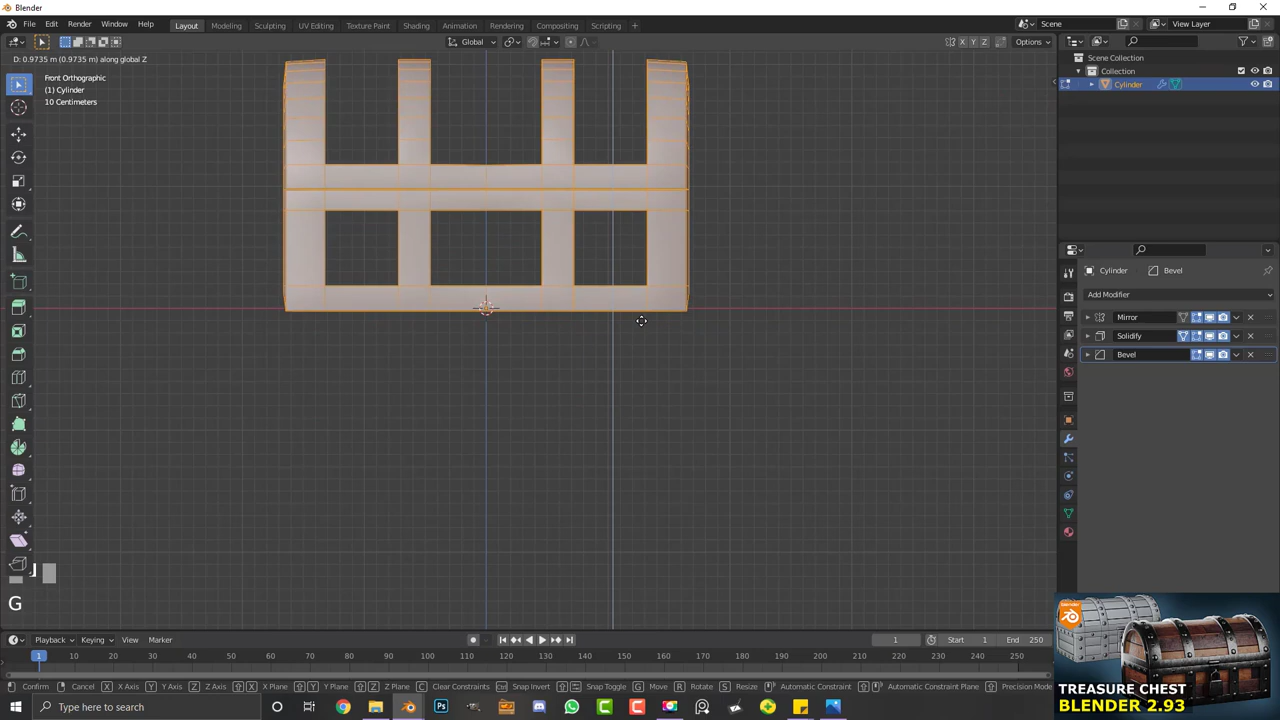 Blender
File Edit Render Window Help
Layout Modeling Sculpting UV Editing Texture Paint Shading Animation Rendering Compositing Scripting +
Scene
View Layer
Global
X Y Z
Options
D: 0.9735 m (0.9735 m) along global Z
Front Orthographic
(1) Cylinder
10 Centimeters
Scene Collection
Collection
Cylinder
Cylinder Bevel
Add Modifier
Mirror
Solidify
Bevel
J
G
Playback Keying View Marker
1 Start 1 End 250
1 10 20 30 40 50 60 70 80 90 100 110 120 130 140 150 160 170 180 190 200 210 220 230 240 250
Confirm Cancel X X Axis Y Y Axis Z Z Axis X X Plane Y Y Plane Z Z Plane C Clear Constraints Snap Invert Snap Toggle G Move R Rotate S Resize Automatic Constraint Automatic Constraint Plane Precision Mode
Type here to search
Ps
blender
TREASURE CHEST
BLENDER 2.93